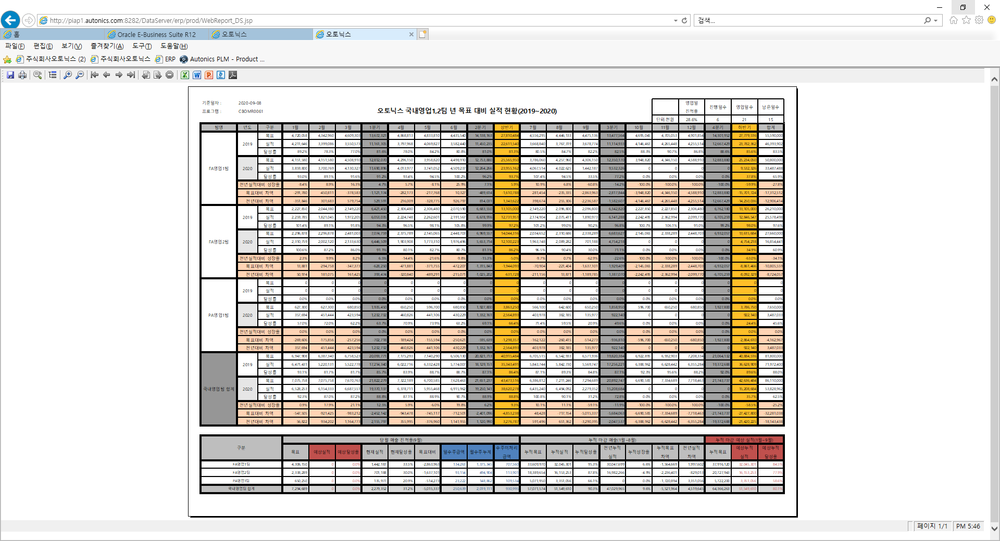 http://piap1.autonics.com:8282/DataServer/erp/prod/WebReport_DS.jsp
검색...
홈
Oracle E-Business Suite R12
오토닉스
오토닉스
파일(F) 편집(E) 보기(V) 즐겨찾기(A) 도구(T) 도움말(H)
주식회사오토닉스 (2) 주식회사오토닉스 ERP Autonics PLM - Product ...
기준일자 : 2020-09-08
프로그램 : CBOMR0061
오토닉스 국내영업1,2팀 년 목표 대비 실적 현황(2019~2020)
영업일 진척율 진행일수 영업일수 남은일수
단위:천원 28.6% 6 21 15
팀명 년도 구분 1월 2월 3월 1분기 4월 5월 6월 2분기 상반기 7월 8월 9월 3분기 10월 11월 12월 4분기 하반기 합계
FA영업1팀
2019
목표 4,720,058 4,342,960 4,609,303 13,672,321 4,868,813 4,833,810 4,435,540 14,138,163 27,810,484 4,556,295 4,446,133 4,475,136 13,477,564 4,695,045 4,705,053 4,901,854 14,301,952 27,779,516 55,590,000
실적 4,211,646 3,399,086 3,550,573 11,161,305 3,797,968 4,069,827 3,582,440 11,450,235 22,611,540 3,668,840 3,767,319 3,678,774 11,114,933 4,146,467 4,265,448 4,255,514 12,667,429 23,782,362 46,393,902
달성률 89.2% 78.3% 77.0% 81.6% 78.0% 84.2% 80.8% 81.0% 81.3% 80.5% 84.7% 82.2% 82.5% 88.3% 90.7% 86.8% 88.6% 85.6% 83.5%
2020
목표 4,151,580 4,151,580 4,508,910 12,812,070 4,296,150 3,958,820 4,498,910 12,753,880 25,565,950 3,786,060 4,257,960 4,306,150 12,350,170 3,948,820 4,346,150 4,588,910 12,883,880 25,234,050 50,800,000
실적 3,859,800 3,700,769 4,130,327 11,690,896 4,013,977 3,741,052 4,509,237 12,264,266 23,955,162 4,067,514 4,022,625 1,442,187 9,532,326 0 0 0 0 9,532,326 33,487,488
달성률 93.0% 89.1% 91.6% 91.2% 93.4% 94.5% 100.2% 96.2% 93.7% 107.4% 94.5% 33.5% 77.2% 0.0% 0.0% 0.0% 0.0% 37.8% 65.9%
전년실적대비 성장율 -8.4% 8.9% 16.3% 4.7% 5.7% -8.1% 25.9% 7.1% 5.9% 10.9% 6.8% -60.8% -14.2% -100.0% -100.0% -100.0% -100.0% -59.9% -27.8%
목표대비 차액 -291,780 -450,811 -378,583 -1,121,174 -282,173 -217,768 10,327 -489,614 -1,610,788 281,454 -235,335 -2,863,963 -2,817,844 -3,948,820 -4,346,150 -4,588,910 -12,883,880 -15,701,724 -17,312,512
전년대비 차액 -351,846 301,683 579,754 529,591 216,009 -328,775 926,797 814,031 1,343,622 398,674 255,306 -2,236,587 -1,582,607 -4,146,467 -4,265,448 -4,255,514 -12,667,429 -14,250,036 -12,906,414
FA영업2팀
2019
목표 2,227,850 2,044,380 2,149,220 6,421,450 2,306,480 2,306,480 2,070,590 6,683,550 13,105,000 2,149,220 2,096,800 2,096,800 6,342,820 2,227,850 2,227,850 2,306,480 6,762,180 13,105,000 26,210,000
실적 2,259,785 1,821,045 1,972,205 6,053,035 2,224,748 2,262,601 2,191,567 6,678,916 12,731,951 2,174,904 2,075,411 1,890,973 6,141,288 2,242,495 2,362,994 2,099,770 6,705,259 12,846,547 25,578,498
달성률 101.4% 89.1% 91.8% 94.3% 96.5% 98.1% 105.8% 99.9% 97.2% 101.2% 99.0% 90.2% 96.8% 100.7% 106.1% 91.0% 99.2% 98.0% 97.6%
2020
목표 2,296,878 2,296,878 2,481,003 7,074,759 2,375,789 2,145,065 2,448,703 6,969,557 14,044,316 2,034,652 2,310,686 2,338,289 6,683,627 2,145,065 2,338,289 2,448,703 6,932,057 13,615,684 27,660,000
실적 2,310,759 2,002,120 2,133,630 6,446,509 1,903,908 1,773,310 1,976,496 5,653,714 12,100,223 1,963,748 2,089,282 701,188 4,754,218 0 0 0 0 4,754,218 16,854,441
달성률 100.6% 87.2% 86.0% 91.1% 80.1% 82.7% 80.7% 81.1% 86.2% 96.5% 90.4% 30.0% 71.1% 0.0% 0.0% 0.0% 0.0% 34.9% 60.9%
전년실적대비 성장율 2.3% 9.9% 8.2% 6.5% -14.4% -21.6% -9.8% -15.3% -5.0% -9.7% 0.7% -62.9% -22.6% -100.0% -100.0% -100.0% -100.0% -63.0% -34.1%
목표대비 차액 13,881 -294,758 -347,373 -628,250 -471,881 -371,755 -472,207 -1,315,843 -1,944,093 -70,904 -221,404 -1,637,101 -1,929,409 -2,145,065 -2,338,289 -2,448,703 -6,932,057 -8,861,466 -10,805,559
전년대비 차액 50,974 181,075 161,425 393,474 -320,840 -489,291 -215,071 -1,025,202 -631,728 -211,156 13,871 -1,189,785 -1,387,070 -2,242,495 -2,362,994 -2,099,770 -6,705,259 -8,092,329 -8,724,057
PA영업1팀
2019
목표 0 0 0 0 0 0 0 0 0 0 0 0 0 0 0 0 0 0 0
실적 0 0 0 0 0 0 0 0 0 0 0 0 0 0 0 0 0 0 0
달성률 0.0% 0.0% 0.0% 0.0% 0.0% 0.0% 0.0% 0.0% 0.0% 0.0% 0.0% 0.0% 0.0% 0.0% 0.0% 0.0% 0.0% 0.0% 0.0%
2020
목표 627,300 627,300 680,850 1,935,450 650,250 596,700 680,850 1,927,800 3,863,250 566,100 642,600 650,250 1,858,950 596,700 650,250 680,850 1,927,800 3,786,750 7,650,000
실적 357,694 451,444 423,594 1,232,732 460,826 441,106 430,229 1,332,161 2,564,893 403,978 382,185 135,977 922,140 0 0 0 0 922,140 3,487,033
달성률 57.0% 72.0% 62.2% 63.7% 70.9% 73.9% 63.2% 69.1% 66.4% 71.4% 59.5% 20.9% 49.6% 0.0% 0.0% 0.0% 0.0% 24.4% 45.6%
전년실적대비 성장율 0.0% 0.0% 0.0% 0.0% 0.0% 0.0% 0.0% 0.0% 0.0% 0.0% 0.0% 0.0% 0.0% 0.0% 0.0% 0.0% 0.0% 0.0% 0.0%
목표대비 차액 -269,606 -175,856 -257,256 -702,718 -189,424 -155,594 -250,621 -595,639 -1,298,357 -162,122 -260,415 -514,273 -936,810 -596,700 -650,250 -680,850 -1,927,800 -2,864,610 -4,162,967
전년대비 차액 357,694 451,444 423,594 1,232,732 460,826 441,106 430,229 1,332,161 2,564,893 403,978 382,185 135,977 922,140 0 0 0 0 922,140 3,487,033
국내영업팀 합계
2019
목표 6,947,908 6,387,340 6,758,523 20,093,771 7,175,293 7,140,290 6,506,130 20,821,713 40,915,484 6,705,515 6,542,933 6,571,936 19,820,384 6,922,895 6,932,903 7,208,334 21,064,132 40,884,516 81,800,000
실적 6,471,431 5,220,131 5,522,778 17,214,340 6,022,716 6,332,428 5,774,007 18,129,151 35,343,491 5,843,744 5,842,730 5,569,747 17,256,221 6,388,962 6,628,442 6,355,284 19,372,688 36,628,909 71,972,400
달성률 93.1% 81.7% 81.7% 85.7% 83.9% 88.7% 88.7% 87.1% 86.4% 87.1% 89.3% 84.8% 87.1% 92.3% 95.6% 88.2% 92.0% 89.6% 88.0%
2020
목표 7,075,758 7,075,758 7,670,763 21,822,279 7,322,189 6,700,585 7,628,463 21,651,237 43,473,516 6,386,812 7,211,246 7,294,689 20,892,747 6,690,585 7,334,689 7,718,463 21,743,737 42,636,484 86,110,000
실적 6,528,253 6,154,333 6,687,551 19,370,137 6,378,711 5,955,468 6,915,962 19,250,141 38,620,278 6,435,240 6,494,092 2,279,352 15,208,684 0 0 0 0 15,208,684 53,828,962
달성률 92.3% 87.0% 87.2% 88.8% 87.1% 88.9% 90.7% 88.9% 88.8% 100.8% 90.1% 31.2% 72.8% 0.0% 0.0% 0.0% 0.0% 35.7% 62.5%
전년실적대비 성장율 0.9% 17.9% 21.1% 12.5% 5.9% -6.0% 19.8% 6.2% 9.3% 10.1% 11.1% -59.1% -11.9% -100.0% -100.0% -100.0% -100.0% -58.5% -25.2%
목표대비 차액 -547,505 -921,425 -983,212 -2,452,142 -943,478 -745,117 -712,501 -2,401,096 -4,853,238 48,428 -717,154 -5,015,337 -5,684,063 -6,690,585 -7,334,689 -7,718,463 -21,743,737 -27,427,800 -32,281,038
전년대비 차액 56,822 934,202 1,164,773 2,155,797 355,995 -376,960 1,141,955 1,120,990 3,276,787 591,496 651,362 -3,290,395 -2,047,537 -6,388,962 -6,628,442 -6,355,284 -19,372,688 -21,420,225 -18,143,438
구분 당월 매출 진척율(9월) 누적 마감 매출(1월~8월) 누적 마감 예상 실적(1월~9월)
목표 예상실적 예상달성율 현재실적 현재달성율 목표대비 일수주금액 월수주누계 수주미처리 금액 누적목표 누적실적 누적달성율 전년누적 실적 누적성장율 누적목표 차액 전년실적 차액 누적목표 예상누적 실적 예상누적 달성율
FA영업1팀 4,306,150 0 0.0% 1,442,187 33.5% -2,863,963 134,263 1,375,345 707,560 33,609,970 32,045,301 95.3% 30,047,699 6.6% -1,564,669 1,997,602 37,916,120 32,045,301 84.5%
FA영업2팀 2,338,289 0 0.0% 701,188 30.0% -1,637,101 93,154 494,904 113,901 18,389,654 16,153,253 87.8% 16,982,266 -4.9% -2,236,401 -829,013 20,727,943 16,153,253 77.9%
PA영업1팀 650,250 0 0.0% 135,977 20.9% -514,273 23,222 148,862 109,534 5,071,950 3,351,056 66.1% 0 0.0% -1,720,894 3,351,056 5,722,200 3,351,056 58.6%
국내영업팀 합계 7,294,689 0 0.0% 2,279,352 31.2% -5,015,337 250,639 2,019,111 930,995 57,071,574 51,549,610 90.3% 47,029,965 9.6% -5,521,964 4,519,645 64,366,263 51,549,610 80.1%
페이지 1/1 PM 5:46